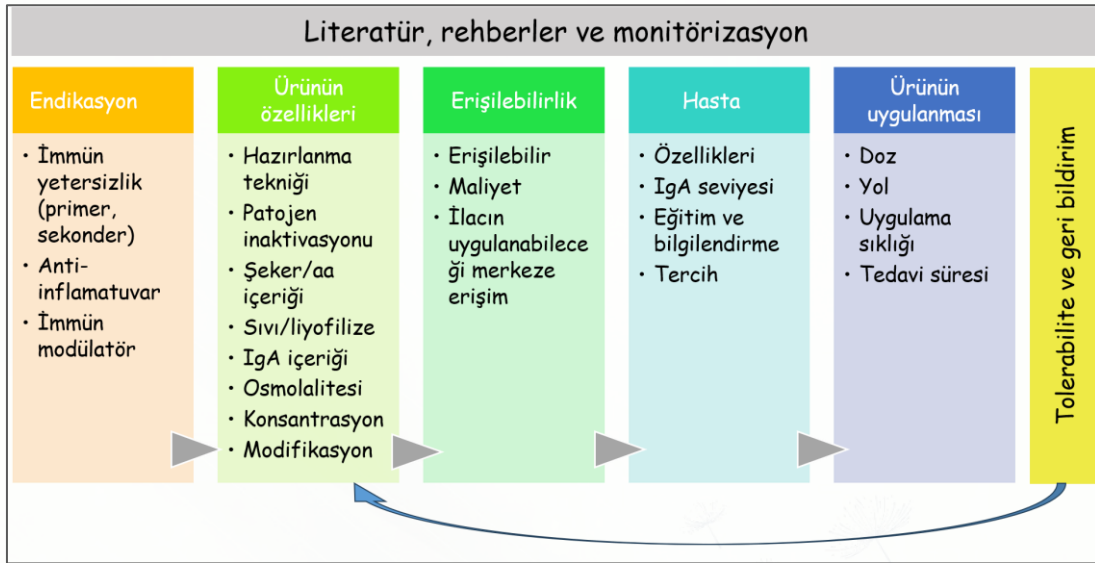 Literatür, rehberler ve monitörizasyon
Endikasyon
• İmmün
yetersizlik
(primer,
sekonder)
• Anti-
inflamatuvar
• İmmün
modülatör
Ürünün
özellikleri
• Hazırlanma
tekniği
• Patojen
inaktivasyonu
• Şeker/aa
içeriği
• Sıvı/liyofilize
• IgA içeriği
• Osmolalitesi
• Konsantrasyon
• Modifikasyon
Erişilebilirlik
• Erişilebilir
• Maliyet
• İlacın
uygulanabilece
ği merkeze
erişim
Hasta
• Özellikleri
• IgA seviyesi
• Eğitim ve
bilgilendirme
• Tercih
Ürünün
uygulanması
• Doz
• Yol
• Uygulama
sıklığı
• Tedavi süresi
Tolerabilite ve geri bildirim